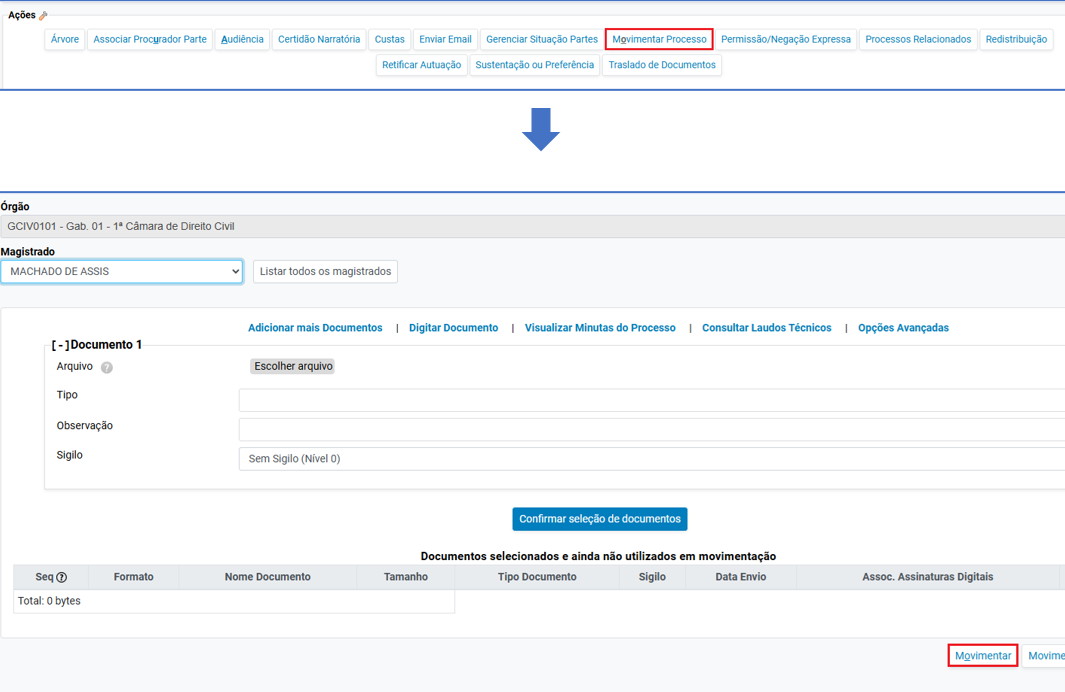 Ações
Árvore Associar Procurador Parte Audiência Certidão Narratória Custas Enviar Email Gerenciar Situação Partes Movimentar Processo Permissão/Negação Expressa Processos Relacionados Redistribuição
Retificar Autuação Sustentação ou Preferência Traslado de Documentos
Órgão
GCIV0101 - Gab. 01 - 1ª Câmara de Direito Civil
Magistrado
MACHADO DE ASSIS Listar todos os magistrados
Adicionar mais Documentos | Digitar Documento | Visualizar Minutas do Processo | Consultar Laudos Técnicos | Opções Avançadas
[ - ]Documento 1
Arquivo ? Escolher arquivo
Tipo
Observação
Sigilo Sem Sigilo (Nível 0)
Confirmar seleção de documentos
Documentos selecionados e ainda não utilizados em movimentação
Seq ? Formato Nome Documento Tamanho Tipo Documento Sigilo Data Envio Assoc. Assinaturas Digitais
Total: 0 bytes
Movimentar Movime